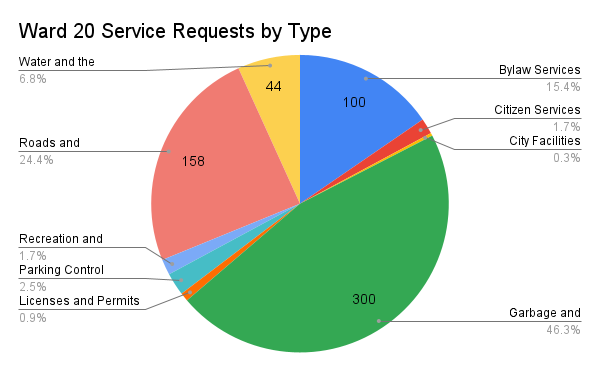 Ward 20 Service Requests by Type
Water and the
6.8%
Roads and
24.4%
Recreation and
1.7%
Parking Control
2.5%
Licenses and Permits
0.9%
44
100
158
300
Bylaw Services
15.4%
Citizen Services
1.7%
City Facilities
0.3%
Garbage and
46.3%